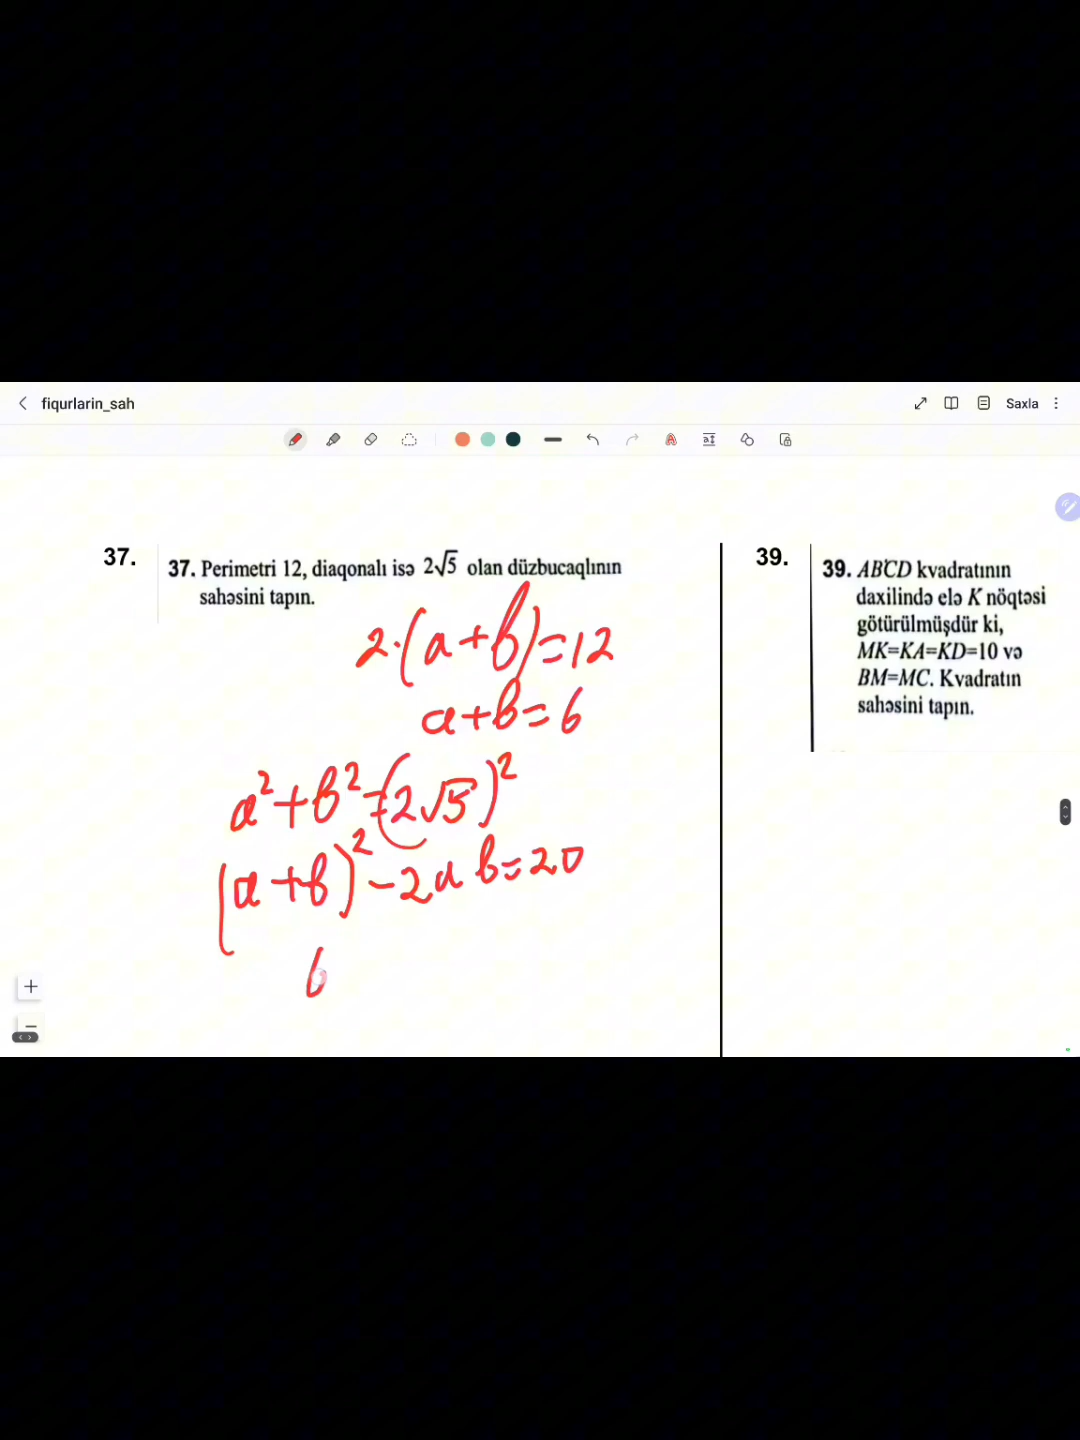 fiqurlarin_sah
Saxla
37.
37. Perimetri 12, diaqonalı isə 2√5 olan düzbucaqlının
sahəsini tapın.
2·(a+b)=12
a+b=6
a²+b²=(2√5)²
(a+b)²-2ab=20
6
39.
39. ABCD kvadratının
daxilində elə K nöqtəsi
götürülmüşdür ki,
MK=KA=KD=10 və
BM=MC. Kvadratın
sahəsini tapın.